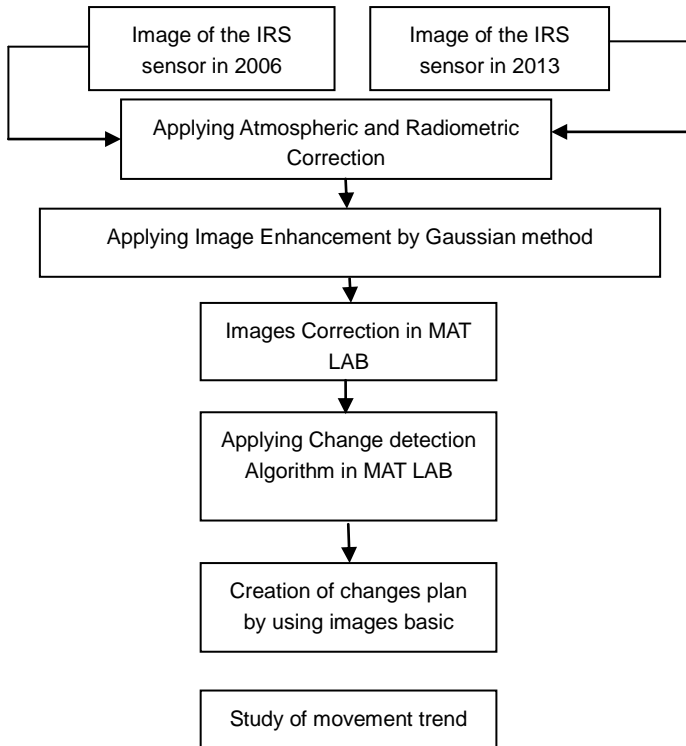 Image of the IRS
sensor in 2006
Image of the IRS
sensor in 2013
Applying Atmospheric and Radiometric
Correction
Applying Image Enhancement by Gaussian method
Images Correction in MAT
LAB
Applying Change detection
Algorithm in MAT LAB
Creation of changes plan
by using images basic
Study of movement trend